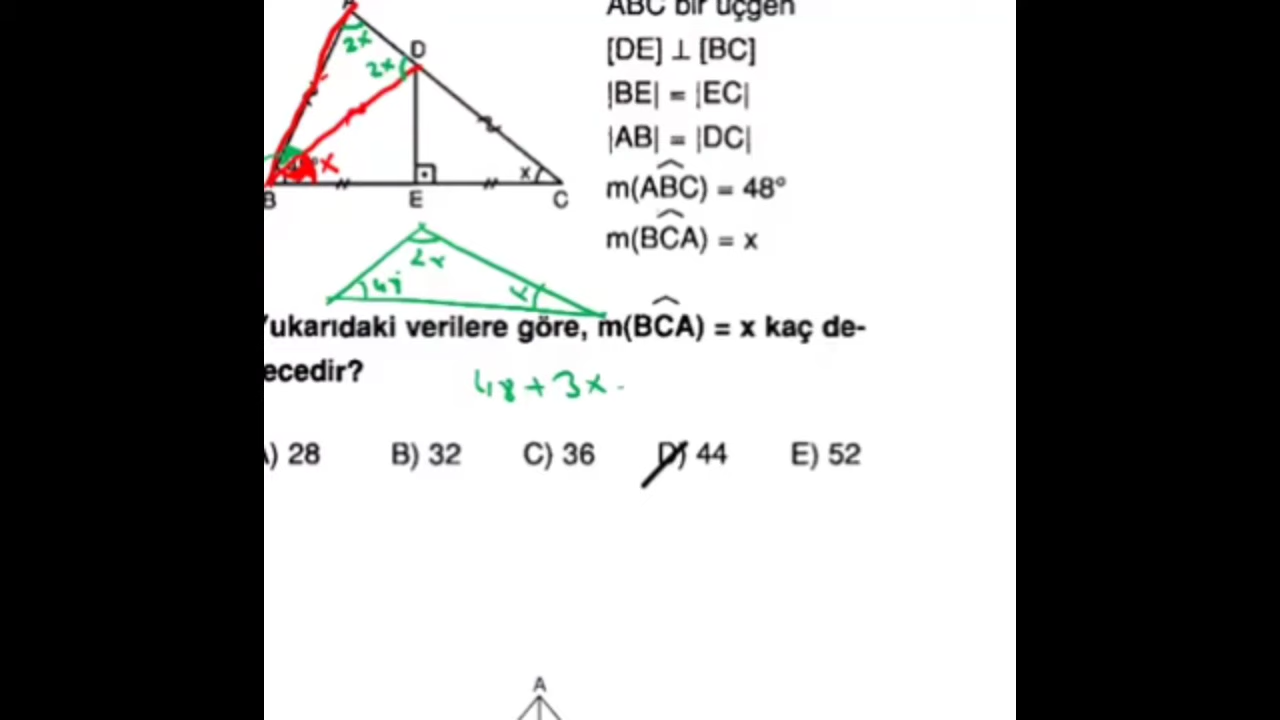 ABC bir üçgen
A
2x
D
[DE] ⊥ [BC]
2x
|BE| = |EC|
|AB| = |DC|
x
x
m(ABC) = 48°
B
E
C
m(BCA) = x
2x
48
x
Yukarıdaki verilere göre, m(BCA) = x kaç de-
ecedir?
48+3x
A) 28 B) 32 C) 36 D) 44 E) 52
A